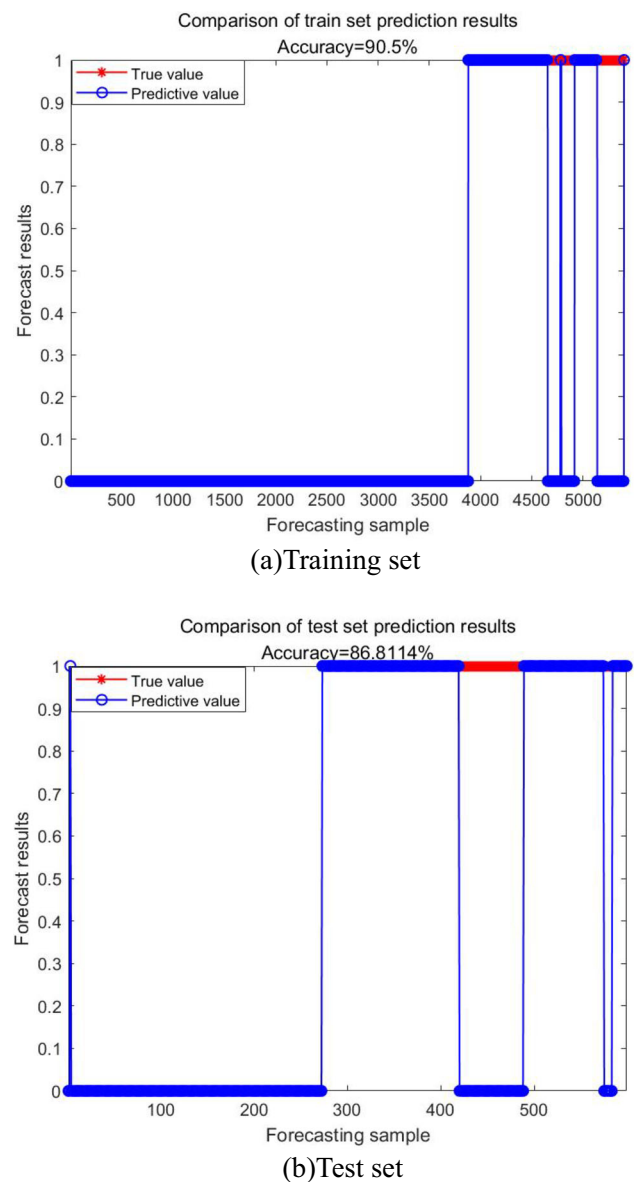 Comparison of train set prediction results
Accuracy=90.5%
True value
Predictive value
1
0.9
0.8
0.7
0.6
0.5
0.4
0.3
0.2
0.1
0
Forecast results
500 1000 1500 2000 2500 3000 3500 4000 4500 5000
Forecasting sample
(a)Training set
Comparison of test set prediction results
Accuracy=86.8114%
True value
Predictive value
1
0.9
0.8
0.7
0.6
0.5
0.4
0.3
0.2
0.1
0
Forecast results
100 200 300 400 500
Forecasting sample
(b)Test set